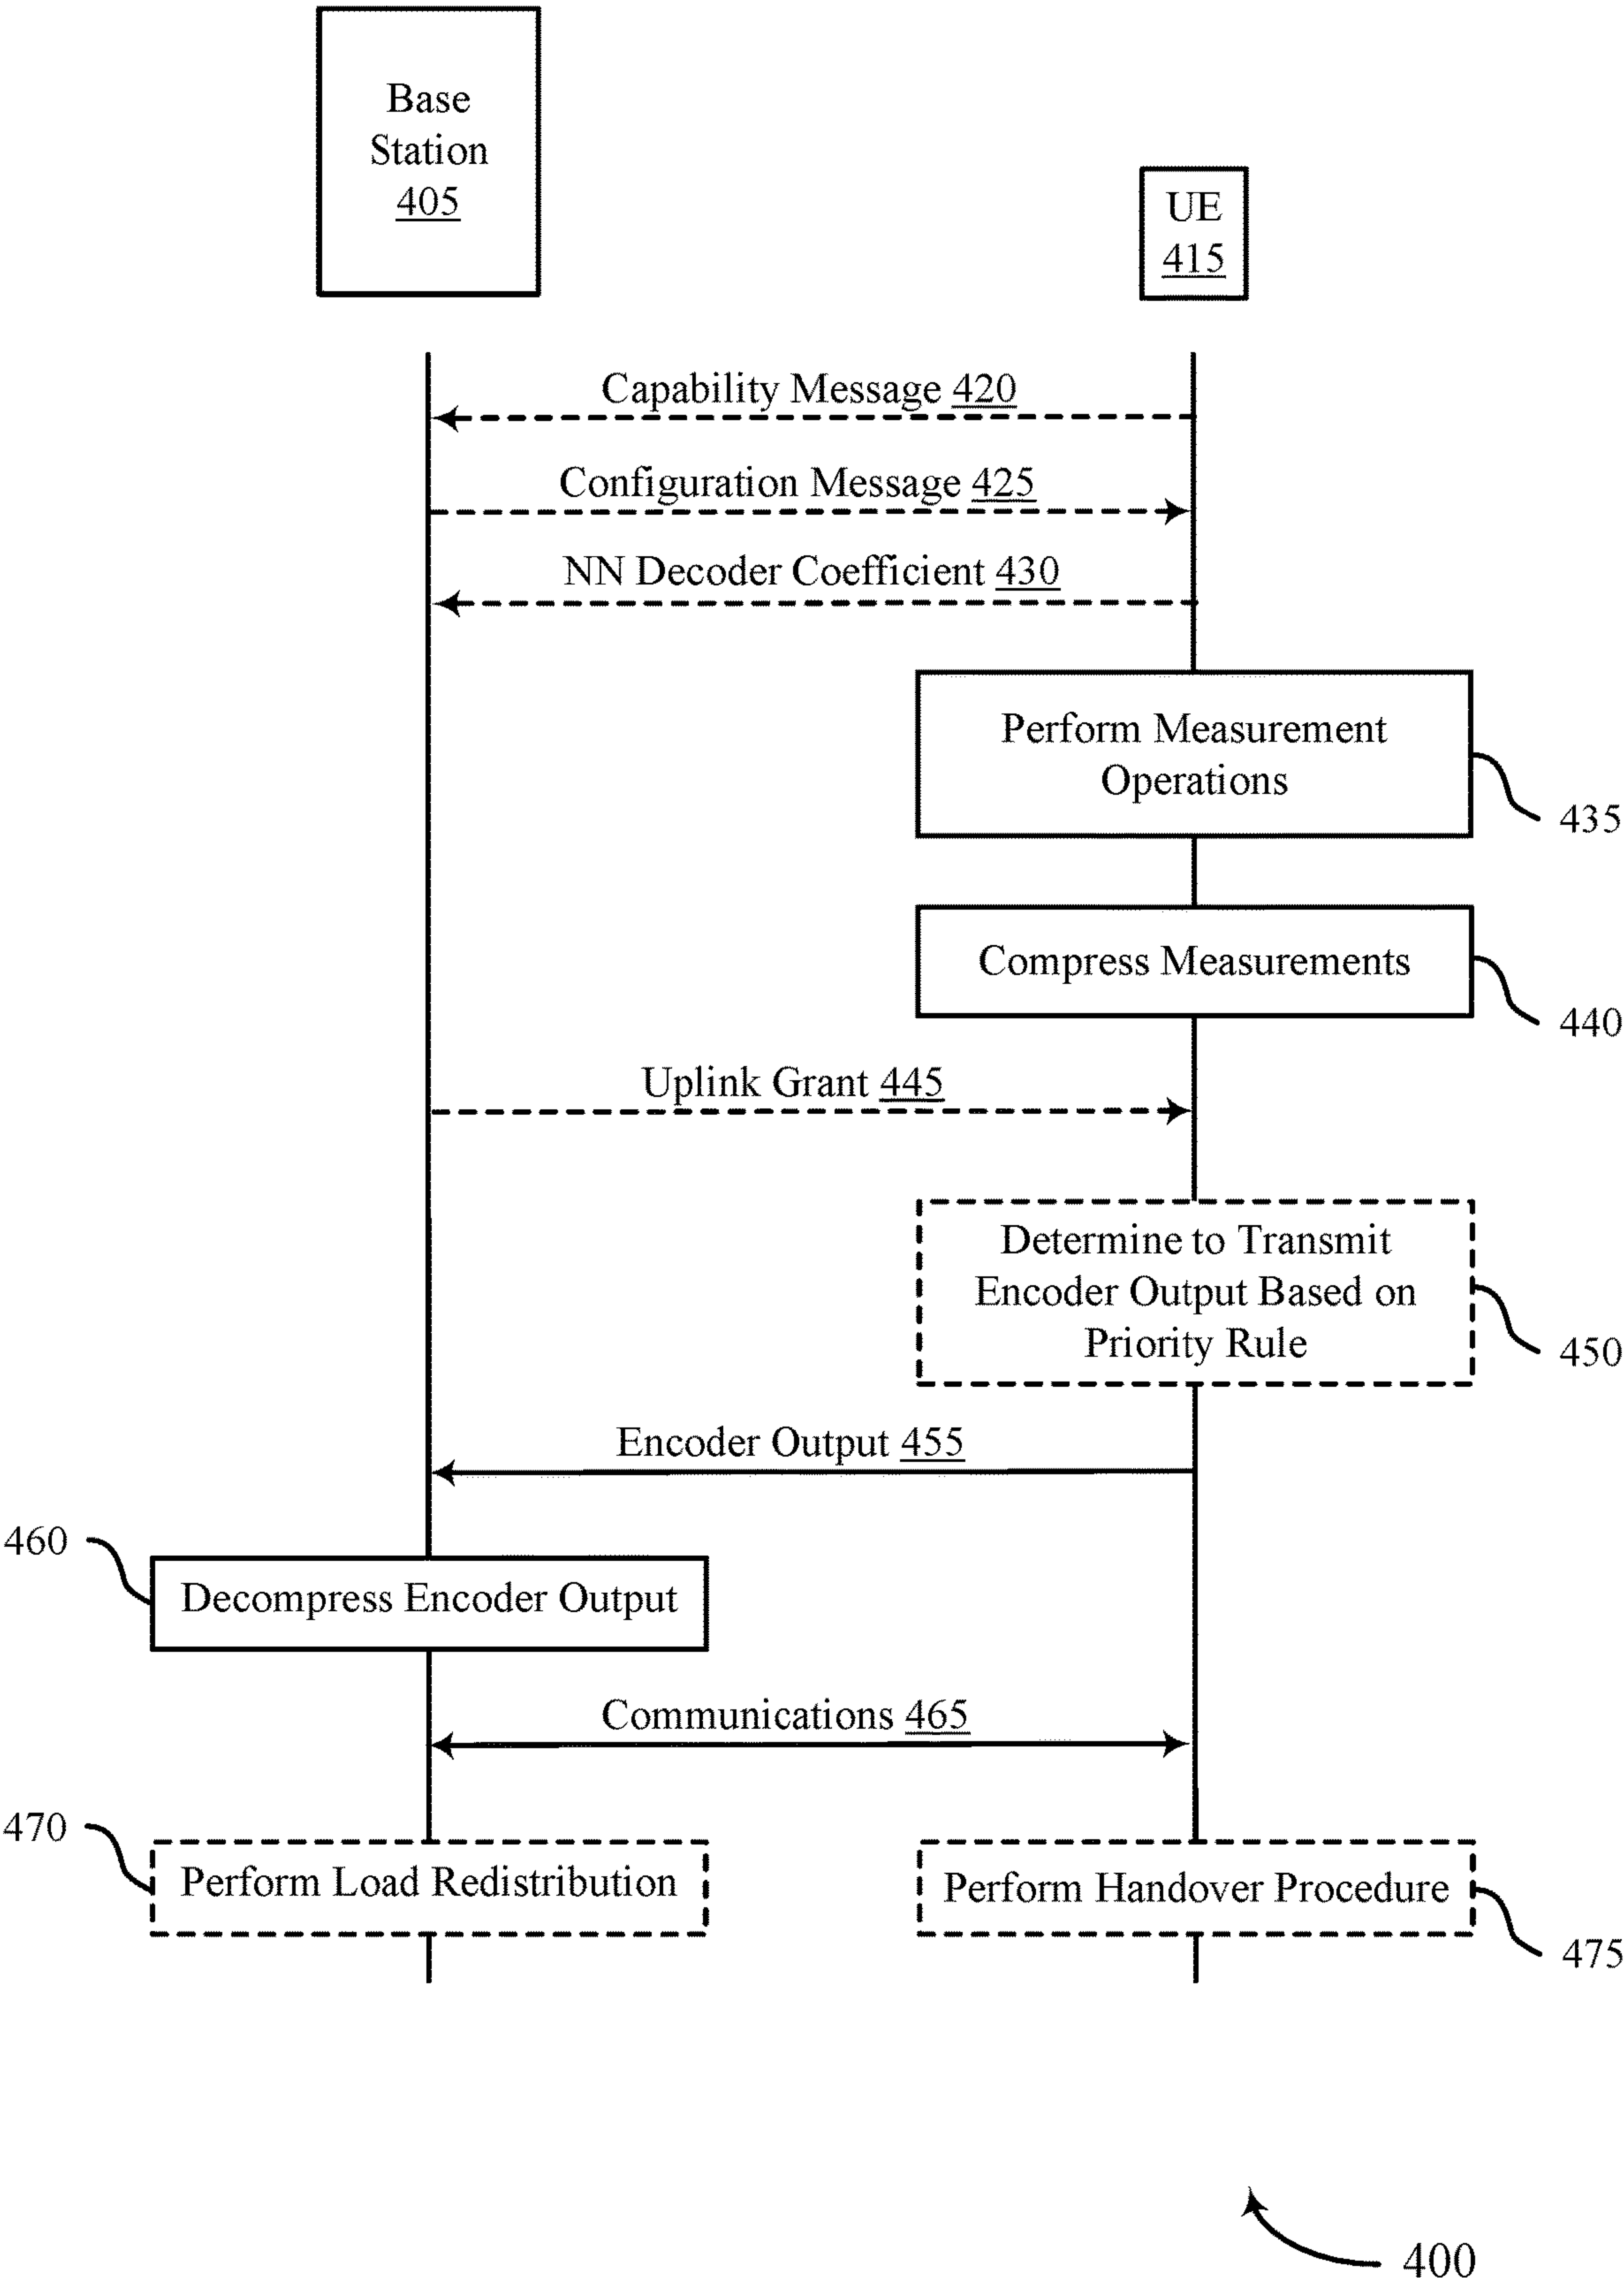 Base
Station
405
UE
415
Capability Message 420
Configuration Message 425
NN Decoder Coefficient 430
Perform Measurement
Operations
435
Compress Measurements
440
Uplink Grant 445
Determine to Transmit
Encoder Output Based on
Priority Rule
450
Encoder Output 455
460
Decompress Encoder Output
Communications 465
470
Perform Load Redistribution
Perform Handover Procedure
475
400